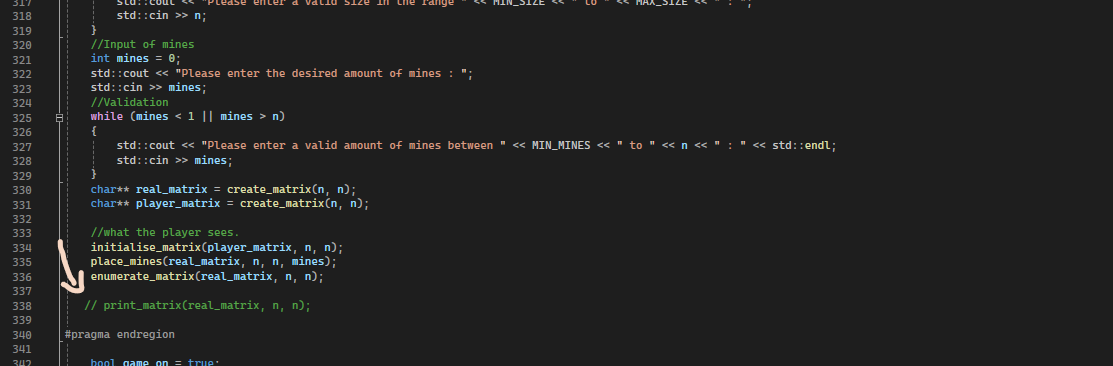 317 std::cout << "Please enter a valid size in the range " << MIN_SIZE << " to " << MAX_SIZE << " : ";
318 std::cin >> n;
319 }
320 //Input of mines
321 int mines = 0;
322 std::cout << "Please enter the desired amount of mines : ";
323 std::cin >> mines;
324 //Validation
325 while (mines < 1 || mines > n)
326 {
327 std::cout << "Please enter a valid amount of mines between " << MIN_MINES << " to " << n << " : " << std::endl;
328 std::cin >> mines;
329 }
330 char** real_matrix = create_matrix(n, n);
331 char** player_matrix = create_matrix(n, n);
332
333 //what the player sees.
334 initialise_matrix(player_matrix, n, n);
335 place_mines(real_matrix, n, n, mines);
336 enumerate_matrix(real_matrix, n, n);
337
338 // print_matrix(real_matrix, n, n);
339
340 #pragma endregion
341
342 bool game_on = true;